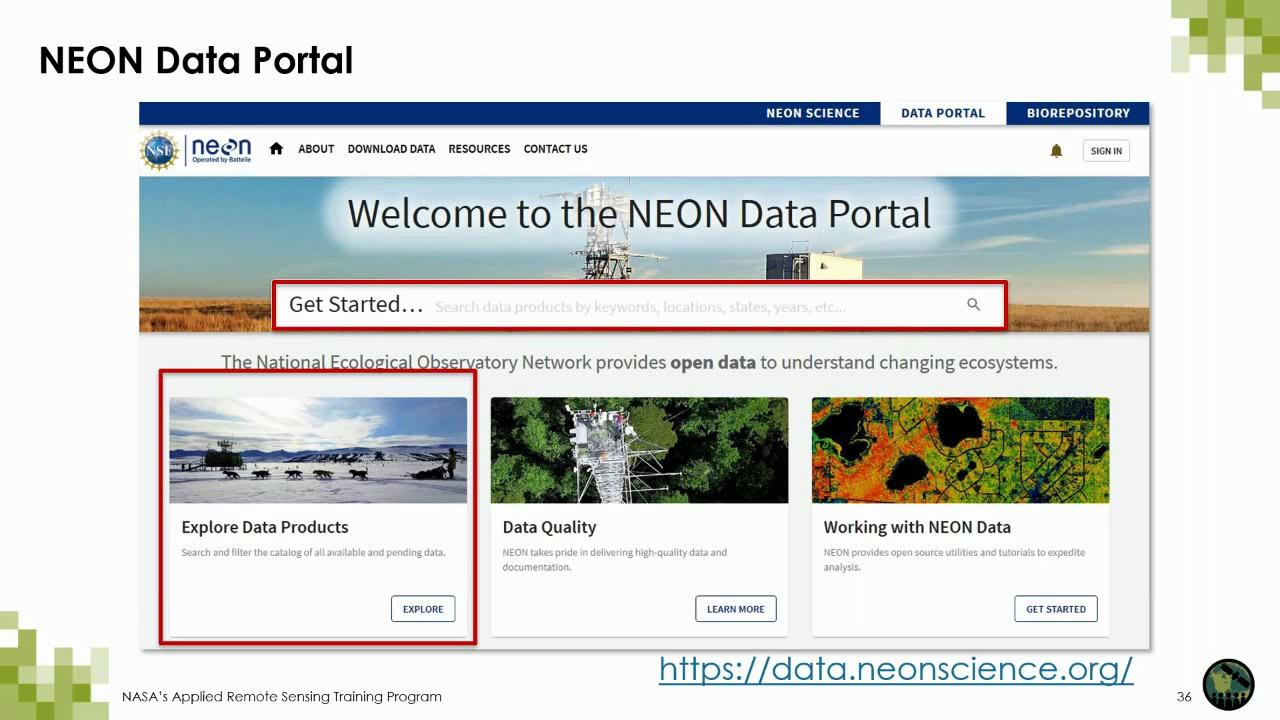 NEON Data Portal
NEON SCIENCE
DATA PORTAL
BIOREPOSITORY
NSF
neon
Operated by Battelle
ABOUT
DOWNLOAD DATA
RESOURCES
CONTACT US
SIGN IN
Welcome to the NEON Data Portal
Get Started... Search data products by keywords, locations, states, years, etc...
The National Ecological Observatory Network provides open data to understand changing ecosystems.
Explore Data Products
Search and filter the catalog of all available and pending data.
EXPLORE
Data Quality
NEON takes pride in delivering high-quality data and
documentation.
LEARN MORE
Working with NEON Data
NEON provides open source utilities and tutorials to expedite
analysis.
GET STARTED
https://data.neonscience.org/
NASA's Applied Remote Sensing Training Program
36